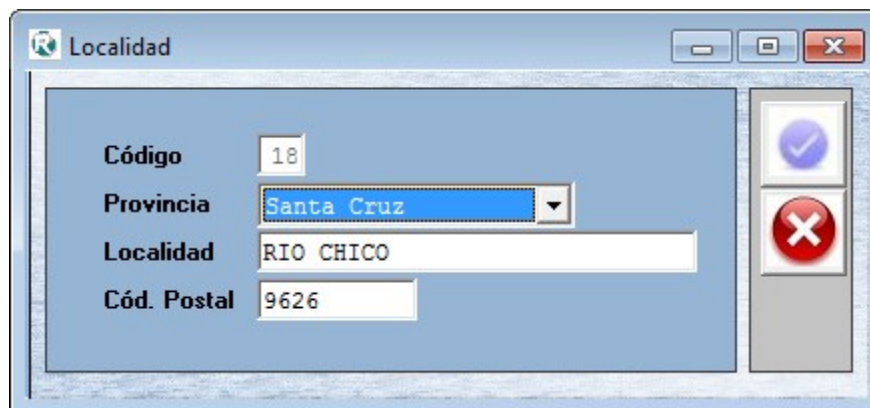 Localidad
Código 18
Provincia Santa Cruz
Localidad RIO CHICO
Cód. Postal 9626